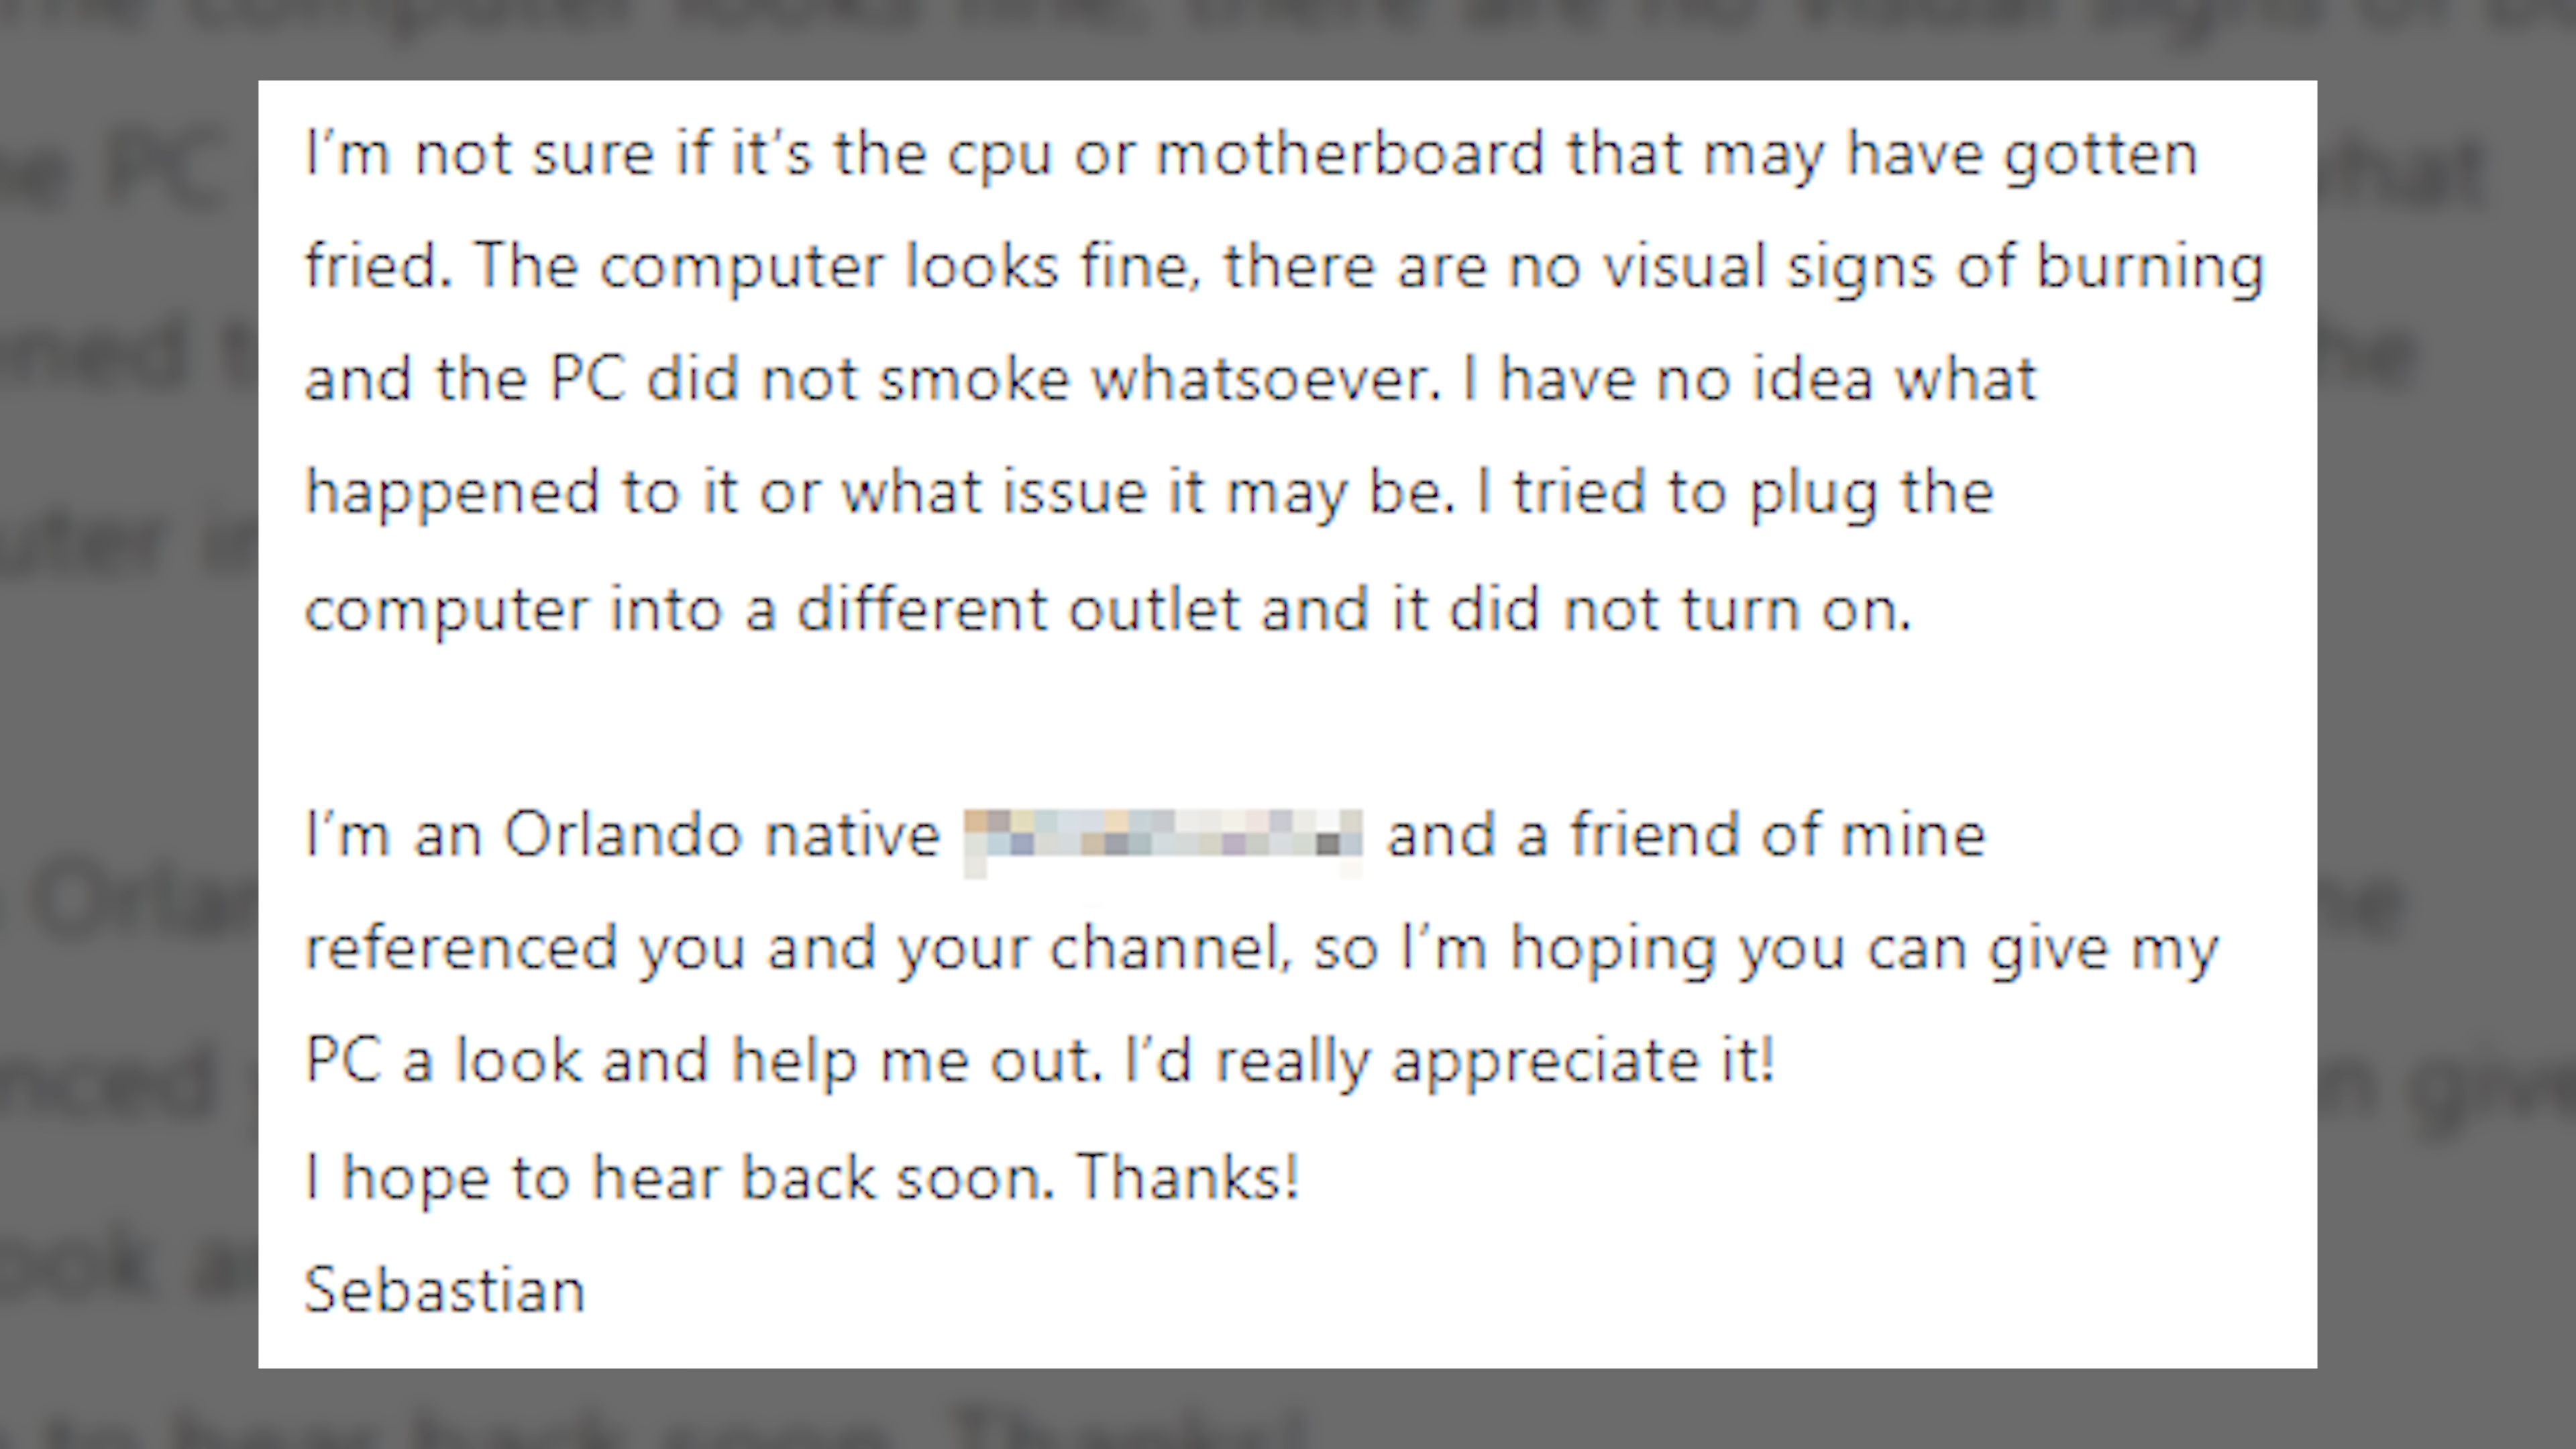 I'm not sure if it's the cpu or motherboard that may have gotten
fried. The computer looks fine, there are no visual signs of burning
and the PC did not smoke whatsoever. I have no idea what
happened to it or what issue it may be. I tried to plug the
computer into a different outlet and it did not turn on.
I'm an Orlando native and a friend of mine
referenced you and your channel, so I'm hoping you can give my
PC a look and help me out. I'd really appreciate it!
I hope to hear back soon. Thanks!
Sebastian